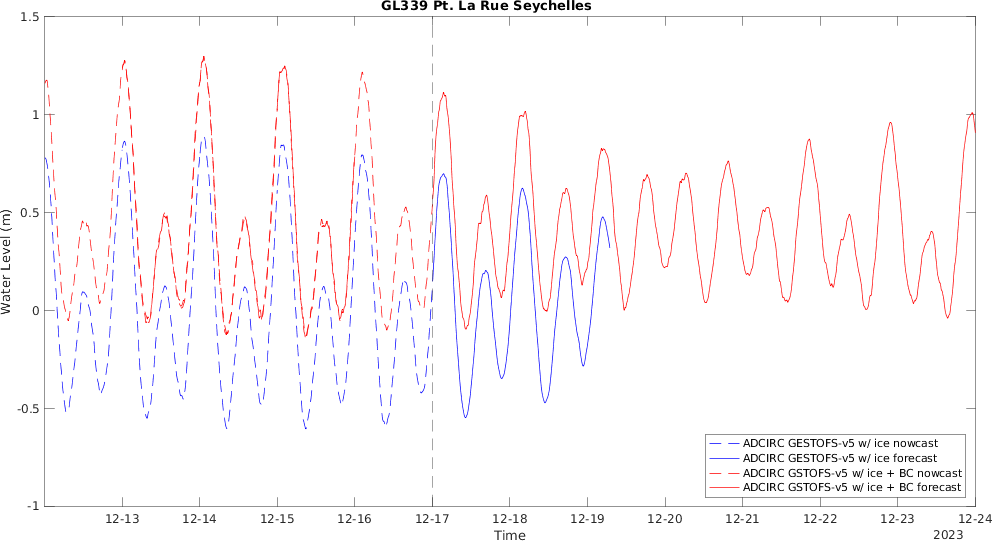 GL339 Pt. La Rue Seychelles
1.5
1
0.5
0
-0.5
-1
Water Level (m)
12-13 12-14 12-15 12-16 12-17 12-18 12-19 12-20 12-21 12-22 12-23 12-24
Time
2023
ADCIRC GESTOFS-v5 w/ ice nowcast
ADCIRC GESTOFS-v5 w/ ice forecast
ADCIRC GSTOFS-v5 w/ ice + BC nowcast
ADCIRC GSTOFS-v5 w/ ice + BC forecast